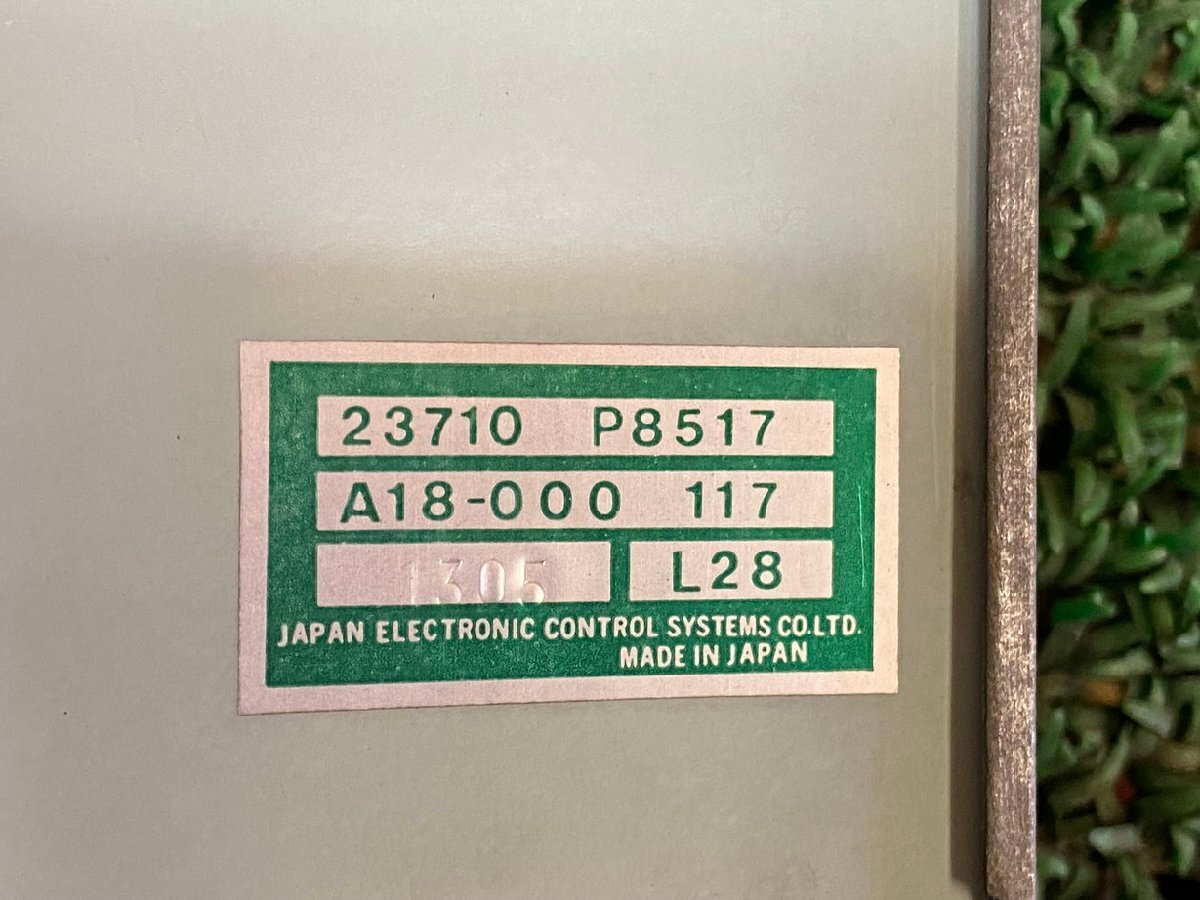 23710 P8517
A18-000 117
1305 L28
JAPAN ELECTRONIC CONTROL SYSTEMS CO.LTD.
MADE IN JAPAN